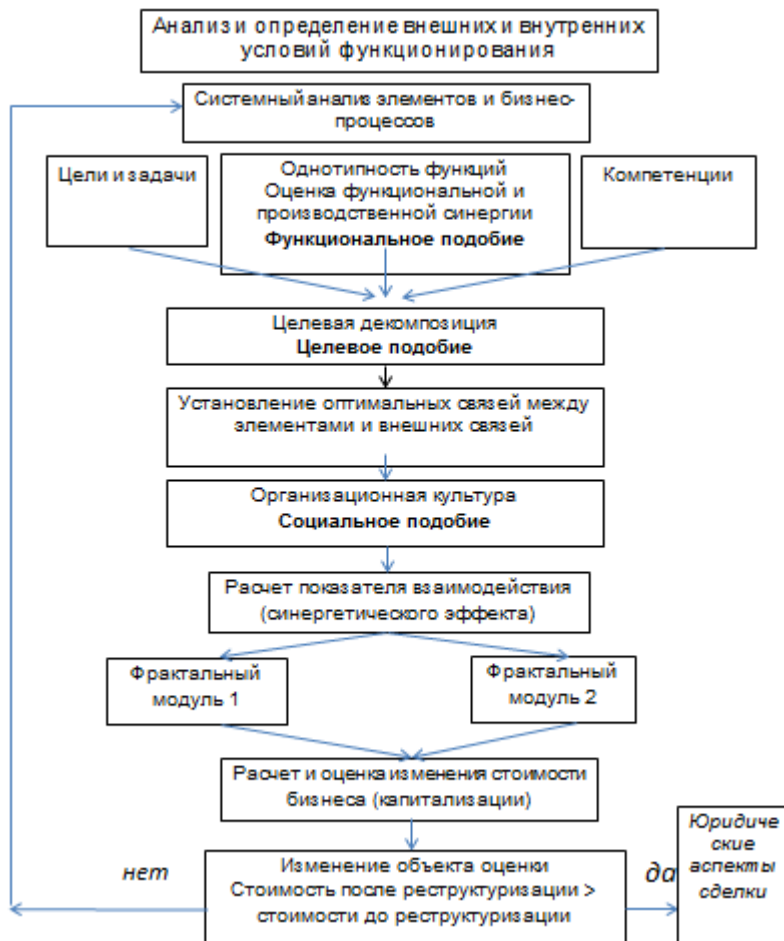 Анализ и определение внешних и внутренних
условий функционирования
Системный анализ элементов и бизнес-
процессов
Цели и задачи
Однотипность функций
Оценка функциональной и
производственной синергии
Функциональное подобие
Компетенции
Целевая декомпозиция
Целевое подобие
Установление оптимальных связей между
элементами и внешних связей
Организационная культура
Социальное подобие
Расчет показателя взаимодействия
(синергетического эффекта)
Фрактальный
модуль 1
Фрактальный
модуль 2
Расчет и оценка изменения стоимости
бизнеса (капитализации)
нет
Изменение объекта оценки
Стоимость после реструктуризации >
стоимости до реструктуризации
да
Юридиче
ские
аспекты
сделки